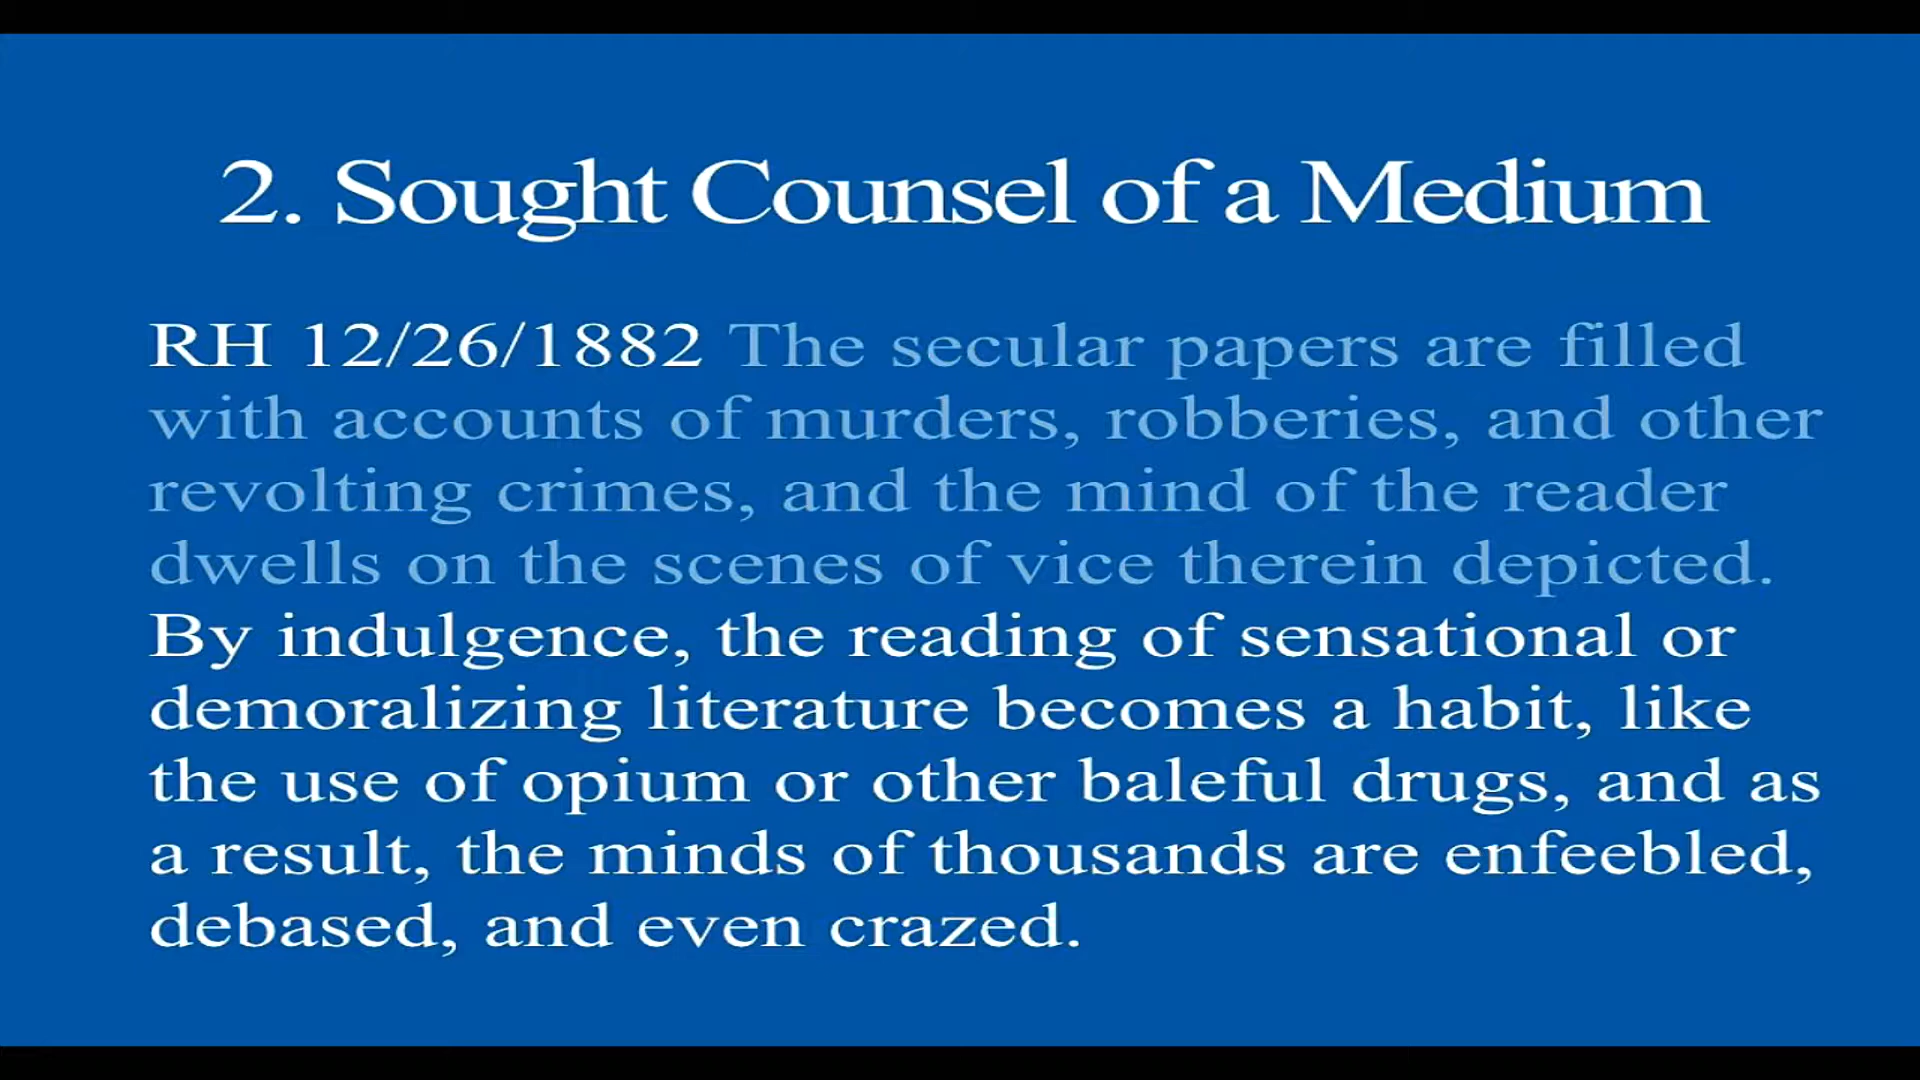 2. Sought Counsel of a Medium
RH 12/26/1882 The secular papers are filled
with accounts of murders, robberies, and other
revolting crimes, and the mind of the reader
dwells on the scenes of vice therein depicted.
By indulgence, the reading of sensational or
demoralizing literature becomes a habit, like
the use of opium or other baleful drugs, and as
a result, the minds of thousands are enfeebled,
debased, and even crazed.